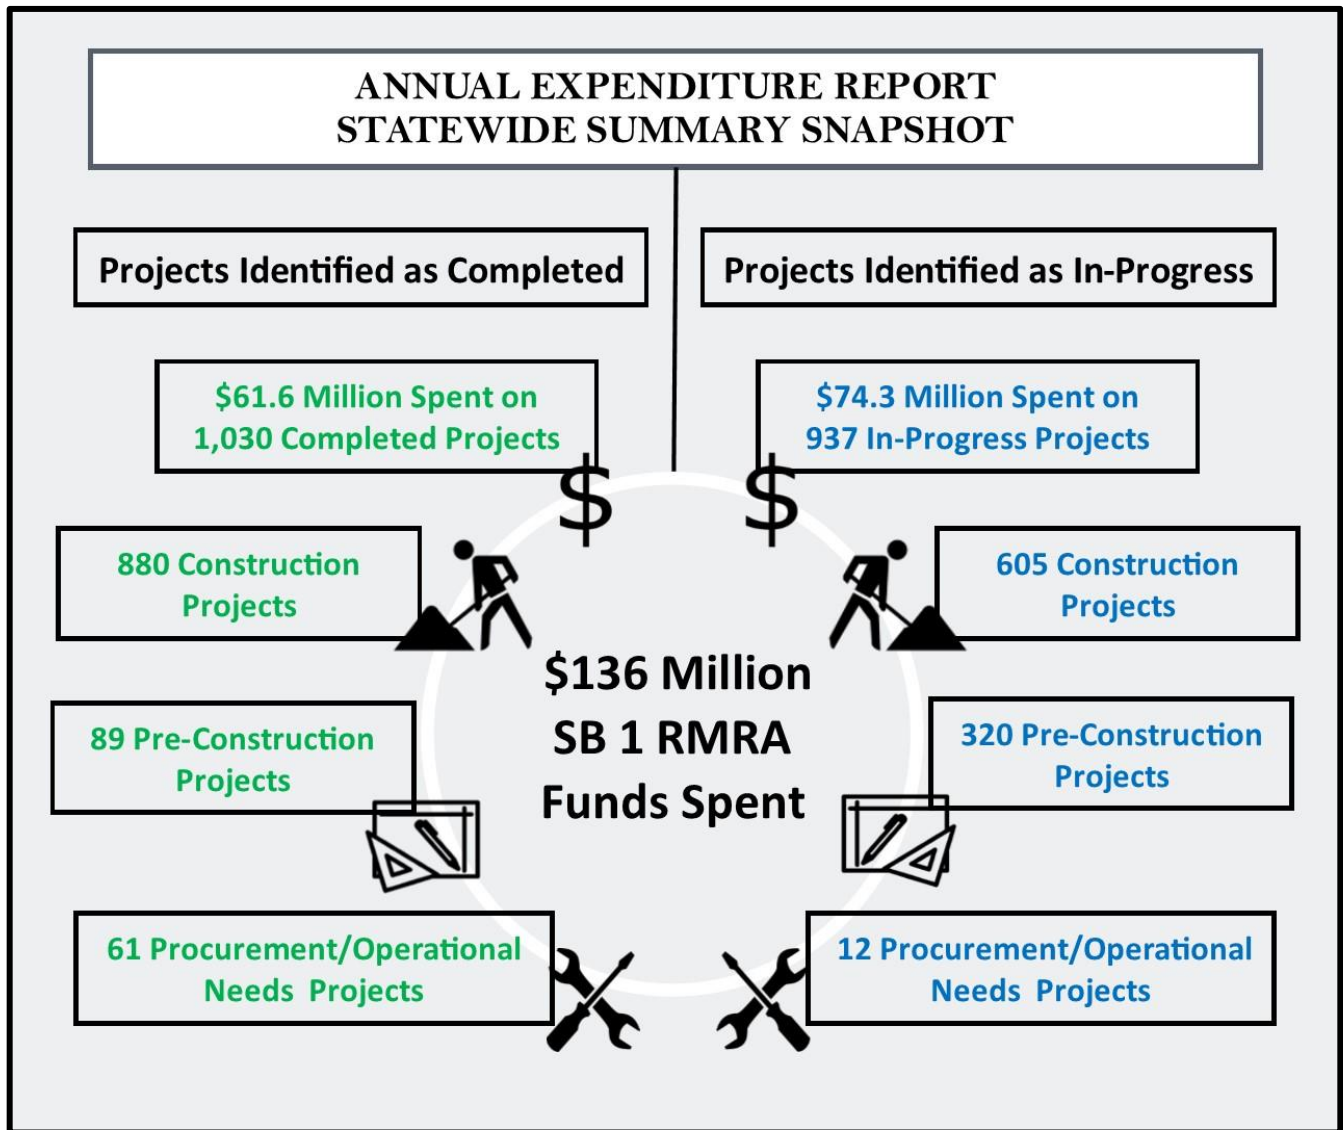 ANNUAL EXPENDITURE REPORT
STATEWIDE SUMMARY SNAPSHOT
Projects Identified as Completed
Projects Identified as In-Progress
$61.6 Million Spent on
1,030 Completed Projects
$74.3 Million Spent on
937 In-Progress Projects
$
$
880 Construction
Projects
605 Construction
Projects
$136 Million
SB 1 RMRA
Funds Spent
89 Pre-Construction
Projects
320 Pre-Construction
Projects
61 Procurement/Operational
Needs Projects
12 Procurement/Operational
Needs Projects